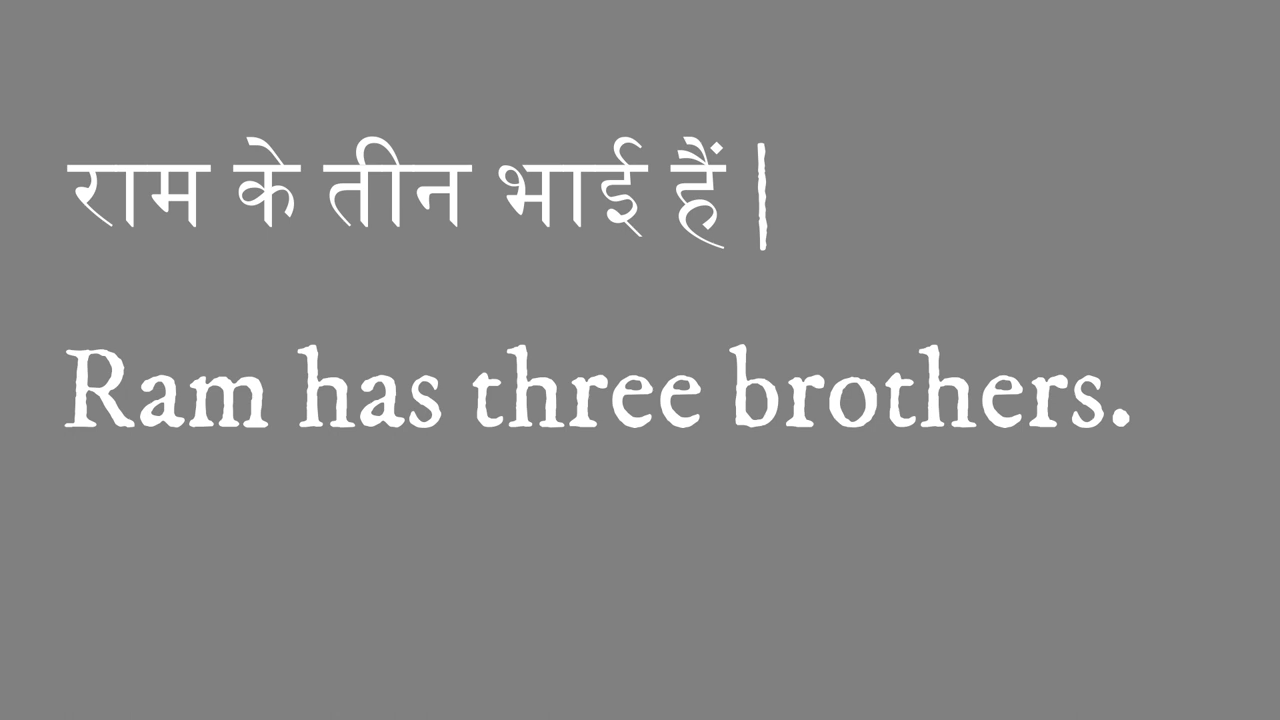 राम के तीन भाई हैं |
Ram has three brothers.